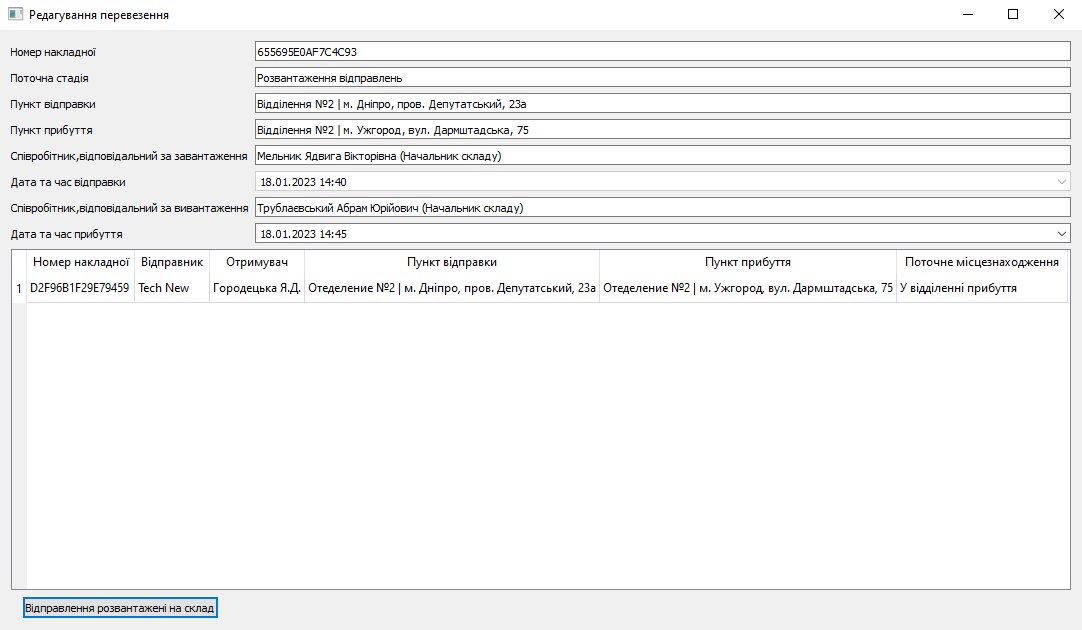 Редагування перевезення
Номер накладної 655695E0AF7C4C93
Поточна стадія Розвантаження відправлень
Пункт відправки Відділення №2 | м. Дніпро, пров. Депутатський, 23а
Пункт прибуття Відділення №2 | м. Ужгород, вул. Дармштадська, 75
Співробітник,відповідальний за завантаження Мельник Ядвига Вікторівна (Начальник складу)
Дата та час відправки 18.01.2023 14:40
Співробітник,відповідальний за вивантаження Трублаєвський Абрам Юрійович (Начальник складу)
Дата та час прибуття 18.01.2023 14:45
Номер накладної Відправник Отримувач Пункт відправки Пункт прибуття Поточне місцезнаходження
1 D2F96B1F29E79459 Tech New Городецька Я.Д. Отеделение №2 | м. Дніпро, пров. Депутатський, 23а Отеделение №2 | м. Ужгород, вул. Дармштадська, 75 У відділенні прибуття
Відправлення розвантажені на склад